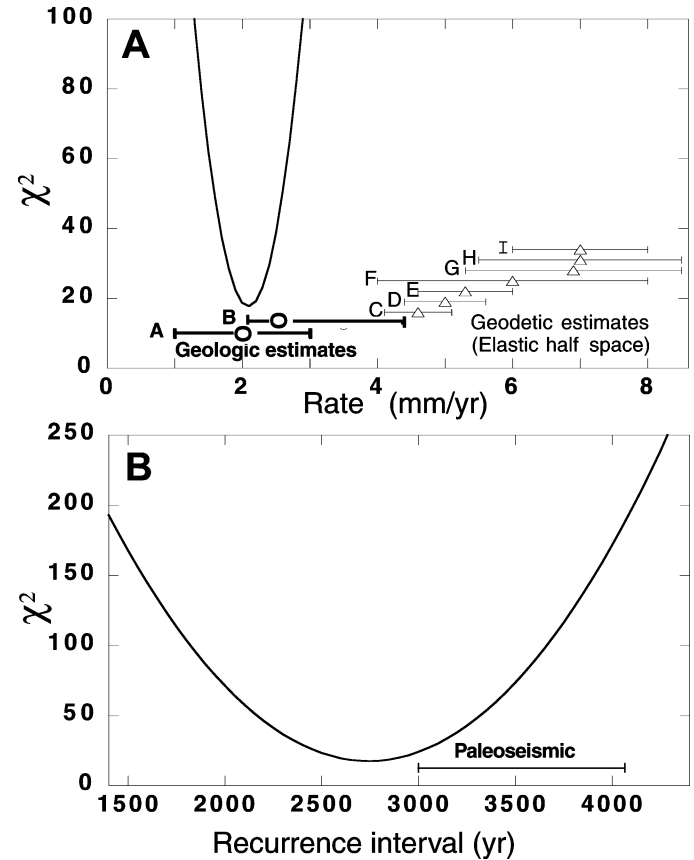 100
A
80
60
χ²
40
I
H
G
F
E
D
C
20
B
A
Geodetic estimates
(Elastic half space)
Geologic estimates
0
0 2 4 6 8
Rate (mm/yr)
250
B
200
150
χ²
100
50
Paleoseismic
0
1500 2000 2500 3000 3500 4000
Recurrence interval (yr)